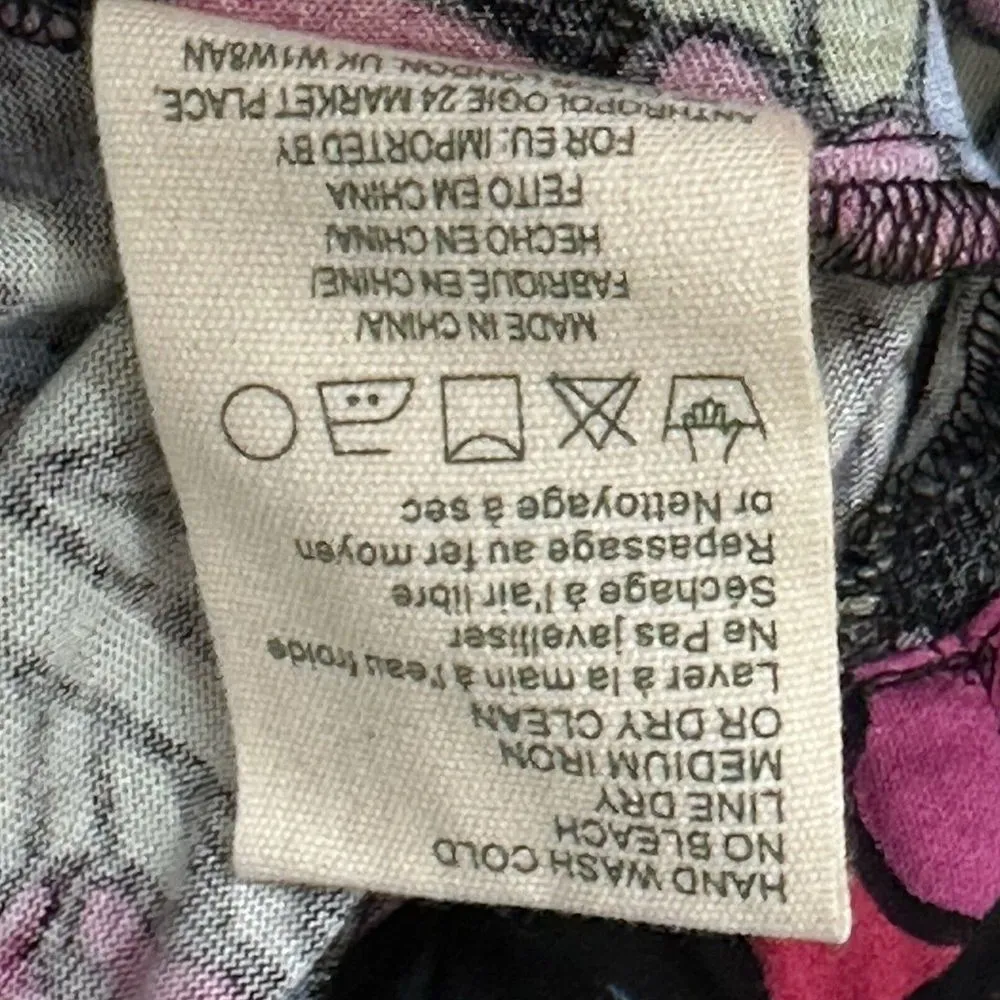 HAND WASH COLD
NO BLEACH
LINE DRY
MEDIUM IRON
OR DRY CLEAN
Laver à la main à l'eau froide
Ne Pas javelliser
Séchage à l'air libre
Repassage au fer moyen
or Nettoyage à sec
MADE IN CHINA/
FABRIQUE EN CHINE/
HECHO EN CHINA/
FEITO EM CHINA
FOR EU: IMPORTED BY
ANTHROPOLOGIE 24 MARKET PLACE,
LONDON, UK W1W8AN